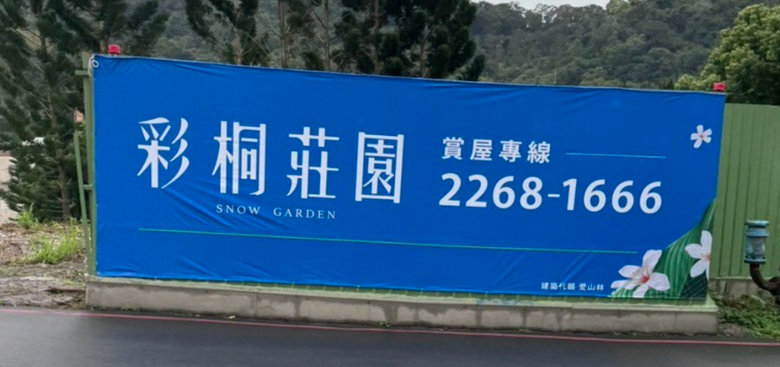 彩桐莊園
SNOW GARDEN
賞屋專線
2268-1666
建築代銷 愛山林